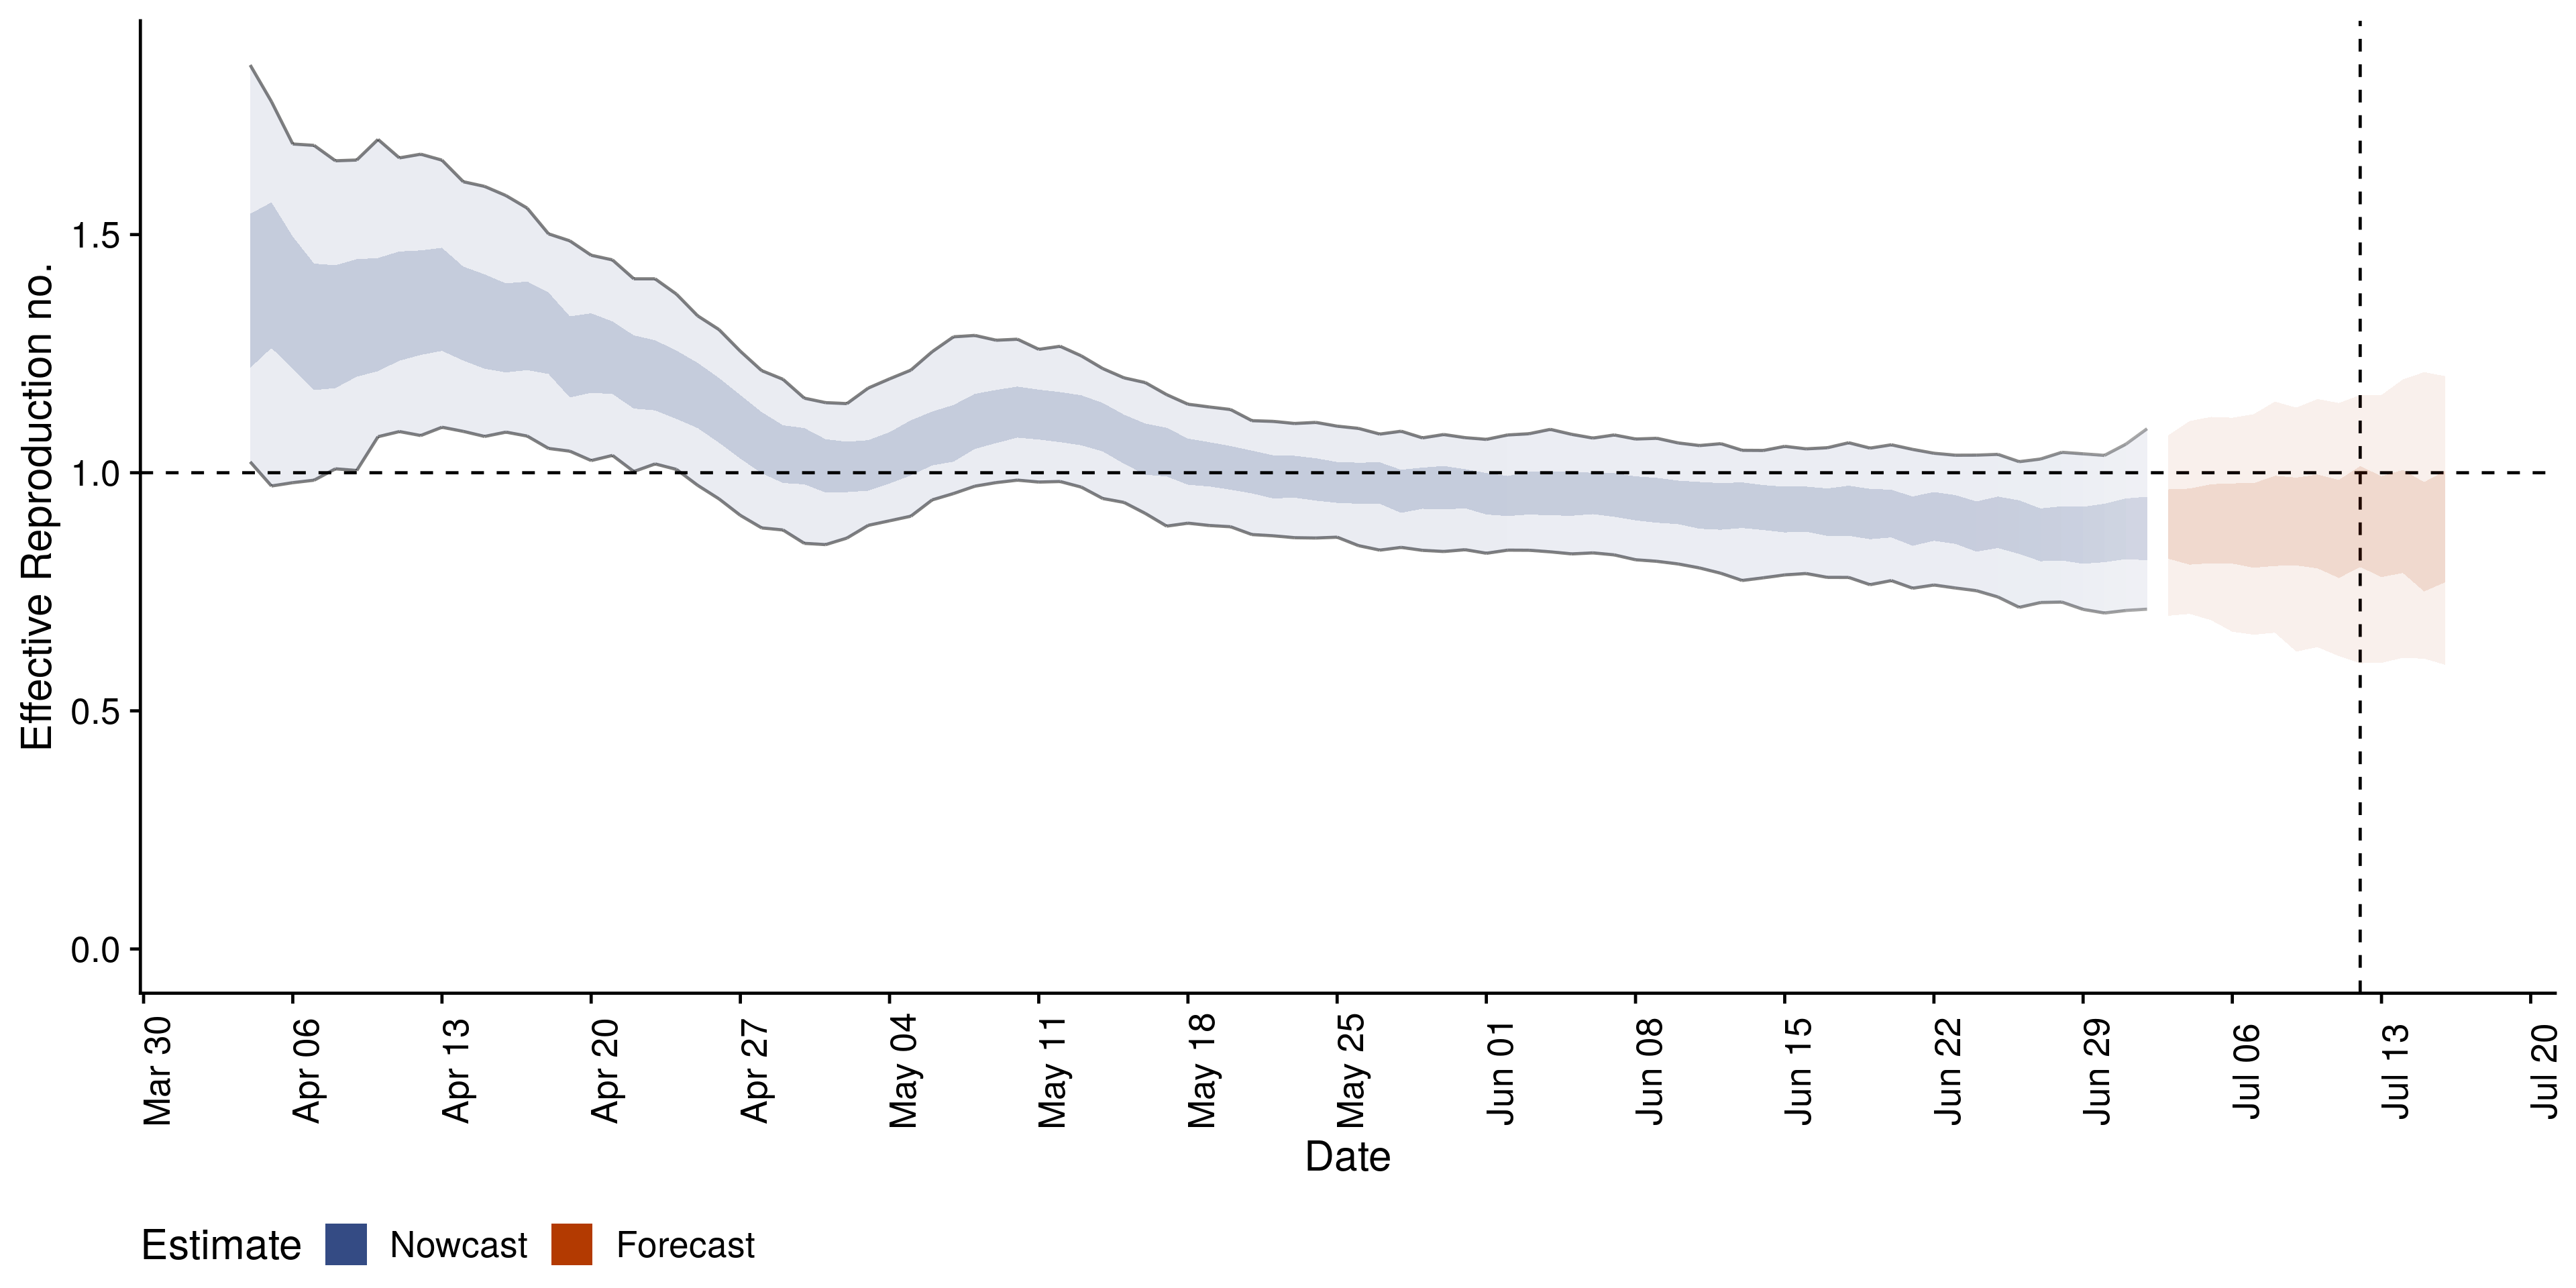 Effective Reproduction no.
1.5
1.0
0.5
0.0
Mar 30
Apr 06
Apr 13
Apr 20
Apr 27
May 04
May 11
May 18
May 25
Jun 01
Jun 08
Jun 15
Jun 22
Jun 29
Jul 06
Jul 13
Jul 20
Date
Estimate Nowcast Forecast